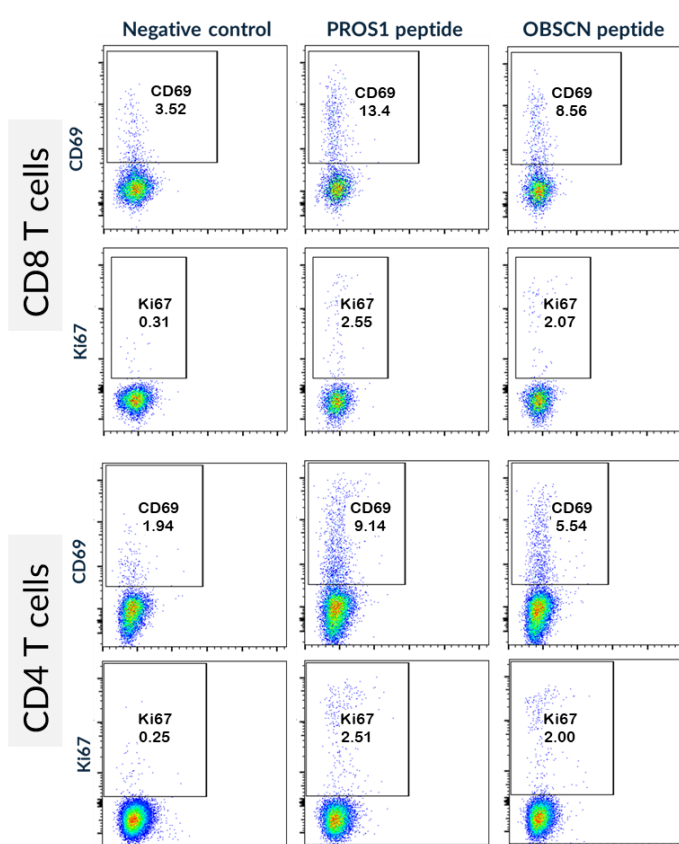 Negative control
PROS1 peptide
OBSCN peptide
CD8 T cells
CD69
CD69
3.52
CD69
13.4
CD69
8.56
Ki67
Ki67
0.31
Ki67
2.55
Ki67
2.07
CD4 T cells
CD69
CD69
1.94
CD69
9.14
CD69
5.54
Ki67
Ki67
0.25
Ki67
2.51
Ki67
2.00